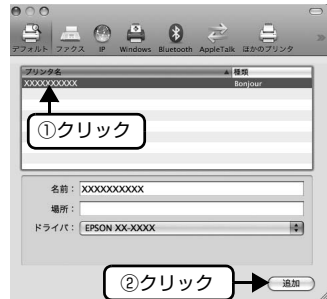 デフォルト ファクス IP Windows Bluetooth AppleTalk ほかのプリンタ
プリンタ名 種類
XXXXXXXXXX Bonjour
①クリック
名前： XXXXXXXXXX
場所：
ドライバ： EPSON XX-XXXX
②クリック
追加